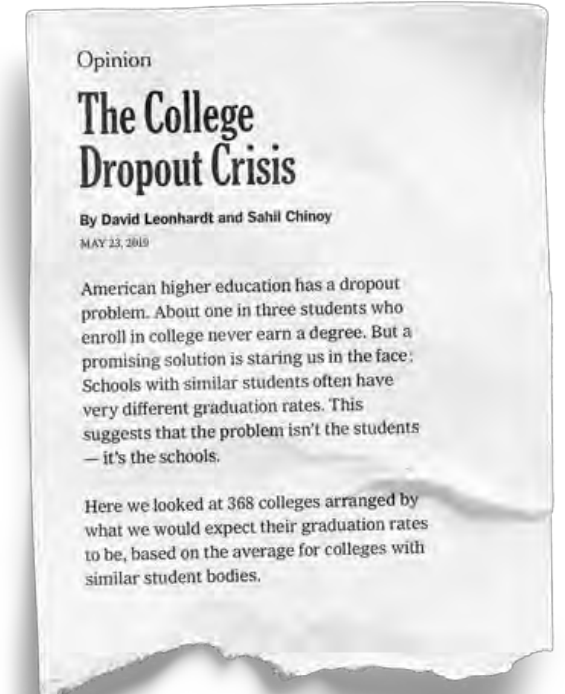 Opinion
The College
Dropout Crisis
By David Leonhardt and Sahil Chinoy
MAY 23, 2019
American higher education has a dropout
problem. About one in three students who
enroll in college never earn a degree. But a
promising solution is staring us in the face:
Schools with similar students often have
very different graduation rates. This
suggests that the problem isn't the students
— it's the schools.
Here we looked at 368 colleges arranged by
what we would expect their graduation rates
to be, based on the average for colleges with
similar student bodies.